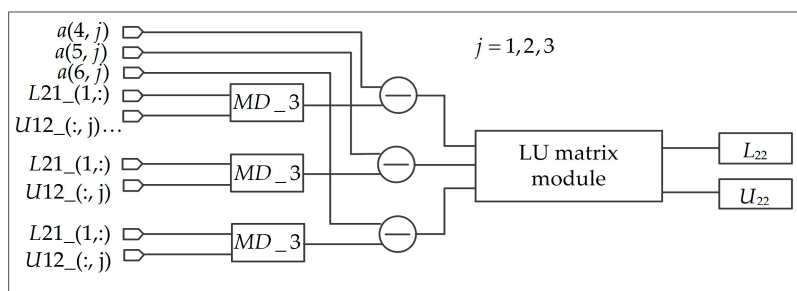 a(4, j)
j = 1,2,3
a(5, j)
a(6, j)
L21_(1,:)
MD_3
U12_(:, j)...
LU matrix
module
L22
U22
L21_(1,:)
MD_3
U12_(:, j)
L21_(1,:)
MD_3
U12_(:, j)